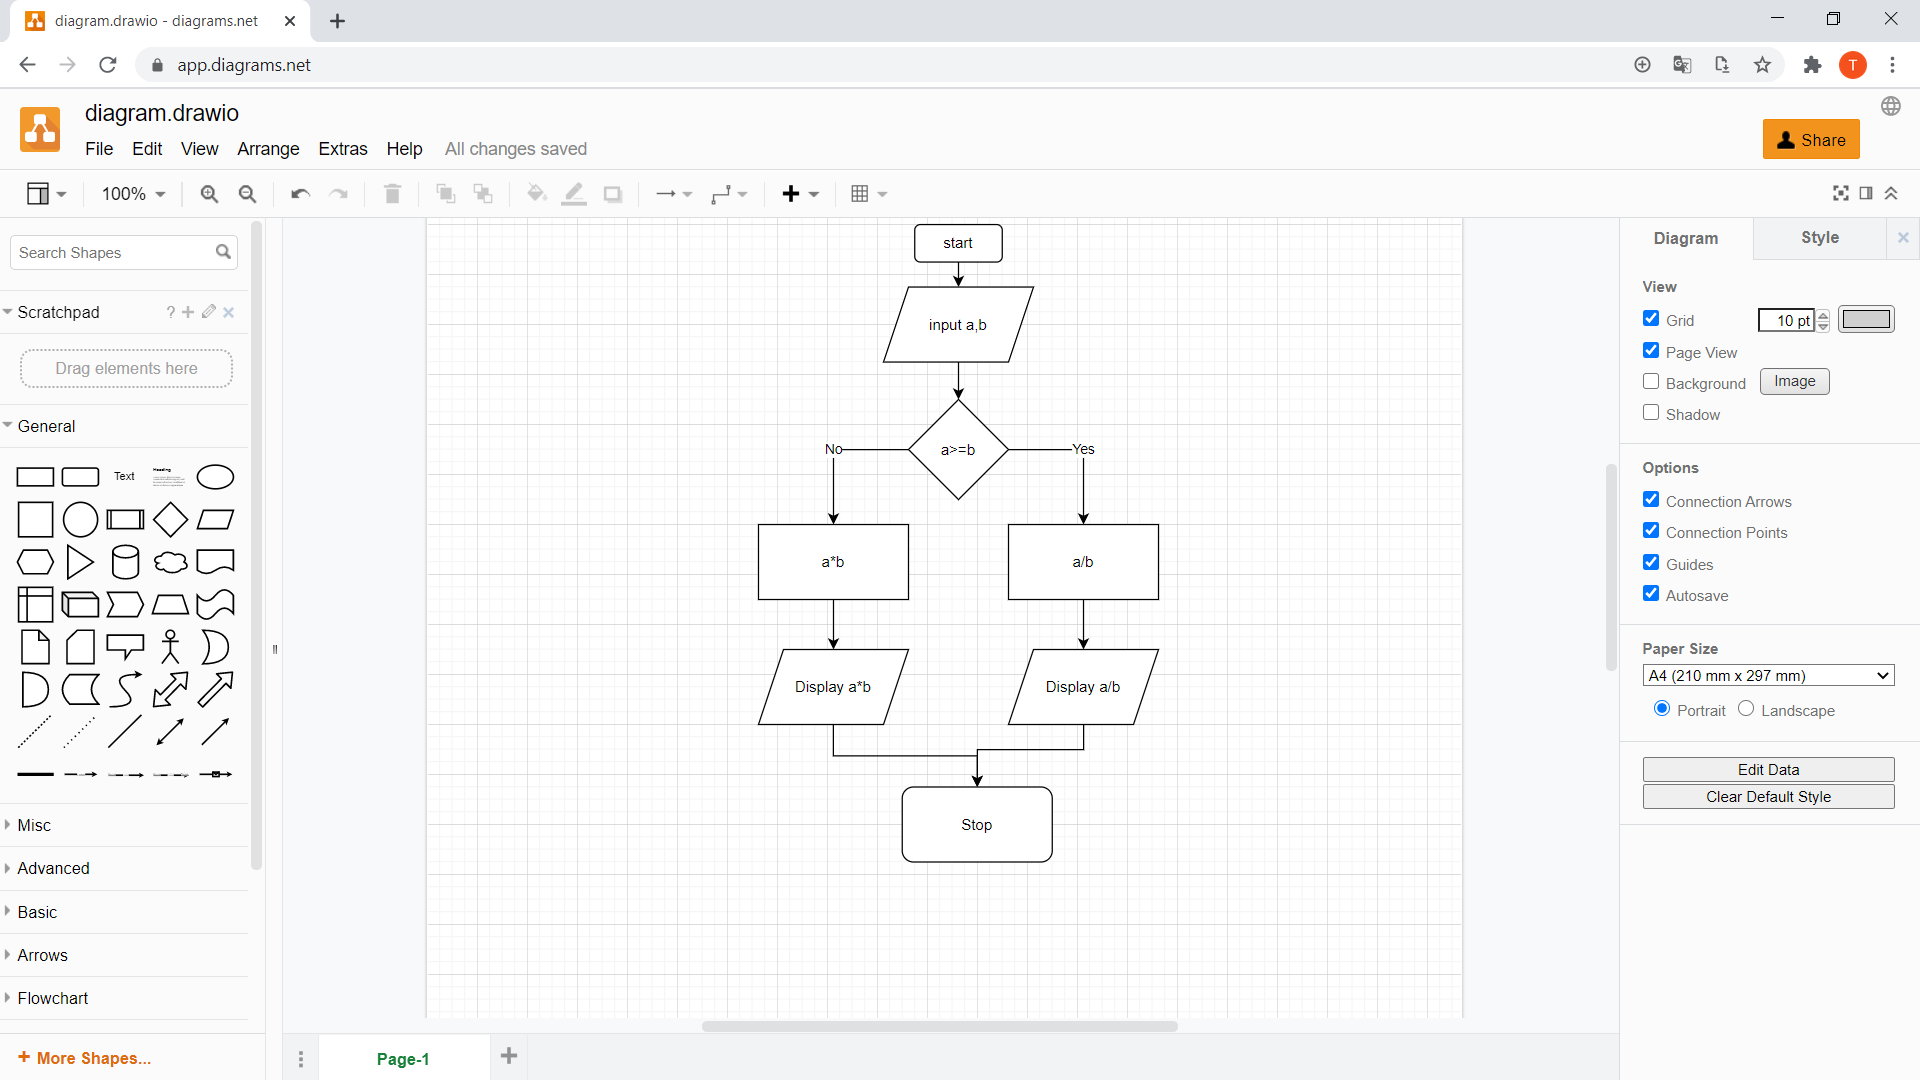 diagram.drawio - diagrams.net
app.diagrams.net
T
diagram.drawio
File Edit View Arrange Extras Help All changes saved
Share
100%
Search Shapes
Scratchpad
?
Drag elements here
General
Text
Heading
Misc
Advanced
Basic
Arrows
Flowchart
+ More Shapes...
start
input a,b
a>=b
No
Yes
a*b
a/b
Display a*b
Display a/b
Stop
Page-1
Diagram Style
View
Grid 10 pt
Page View
Background Image
Shadow
Options
Connection Arrows
Connection Points
Guides
Autosave
Paper Size
A4 (210 mm x 297 mm)
Portrait Landscape
Edit Data
Clear Default Style